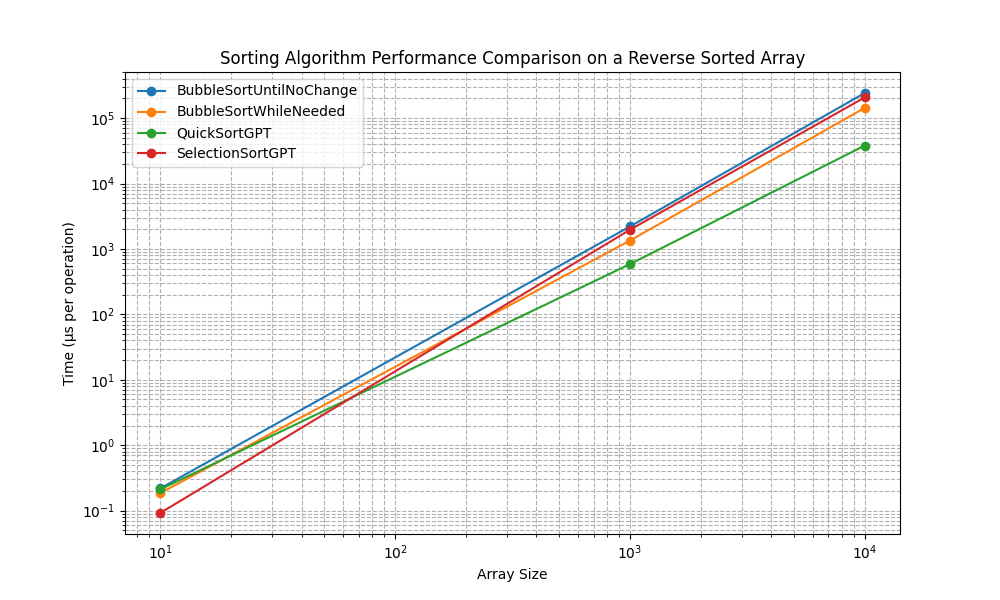 Sorting Algorithm Performance Comparison on a Reverse Sorted Array
BubbleSortUntilNoChange
BubbleSortWhileNeeded
QuickSortGPT
SelectionSortGPT
Time (µs per operation)
10⁵
10⁴
10³
10²
10¹
10⁰
10⁻¹
10¹ 10² 10³ 10⁴
Array Size